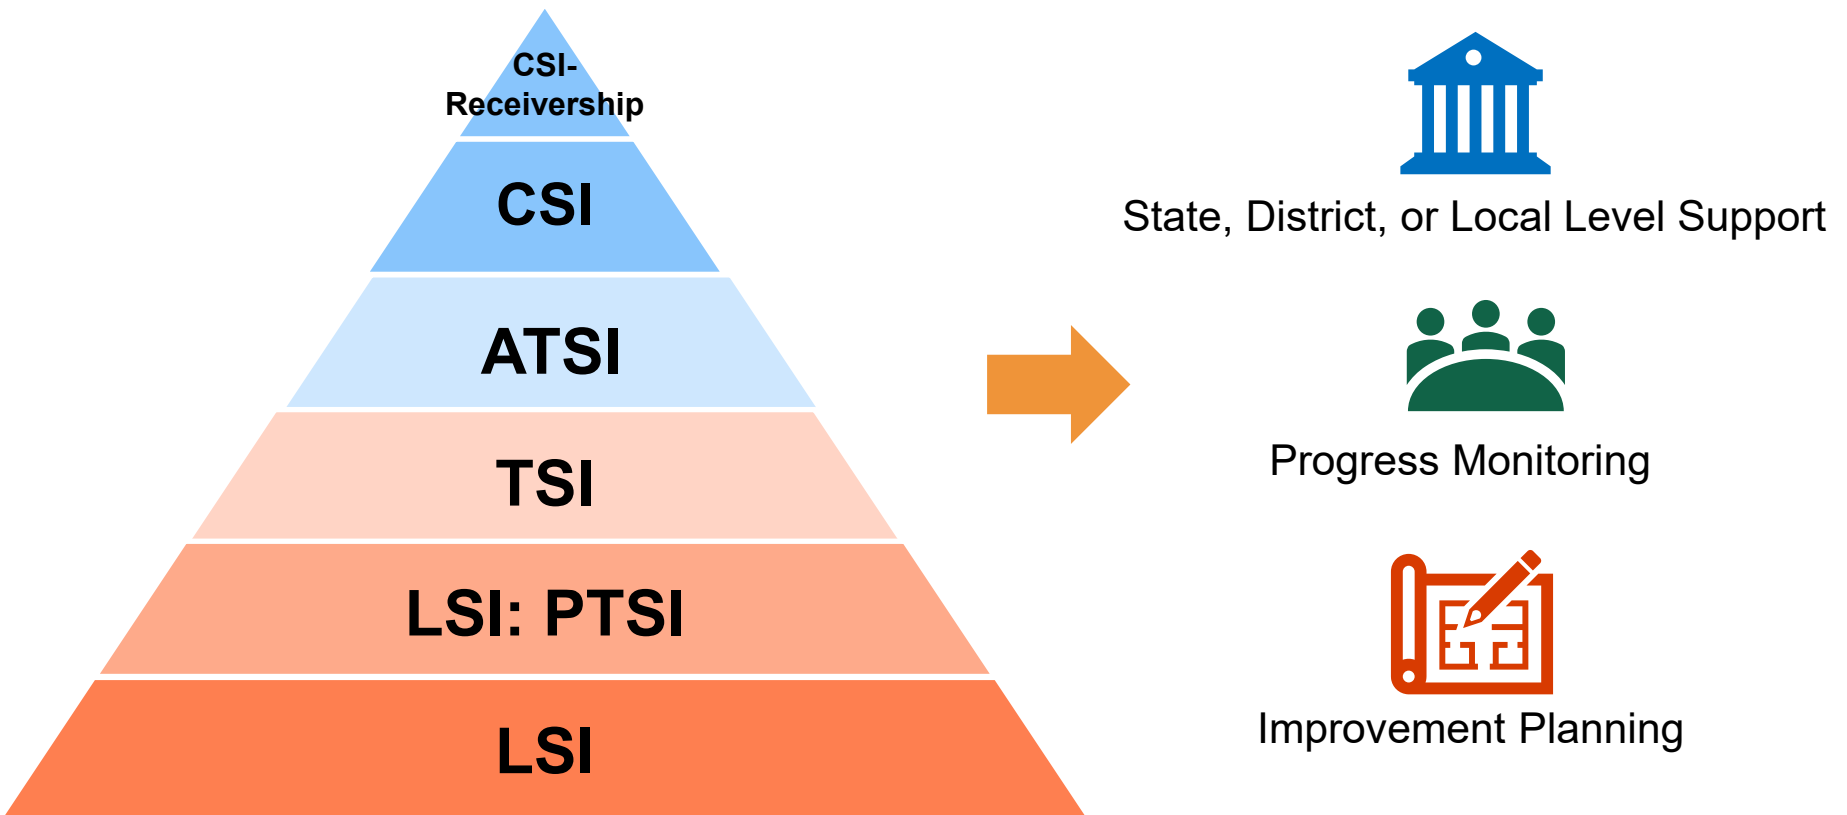 CSI-
Receivership
CSI
ATSI
TSI
LSI: PTSI
LSI
State, District, or Local Level Support
Progress Monitoring
Improvement Planning